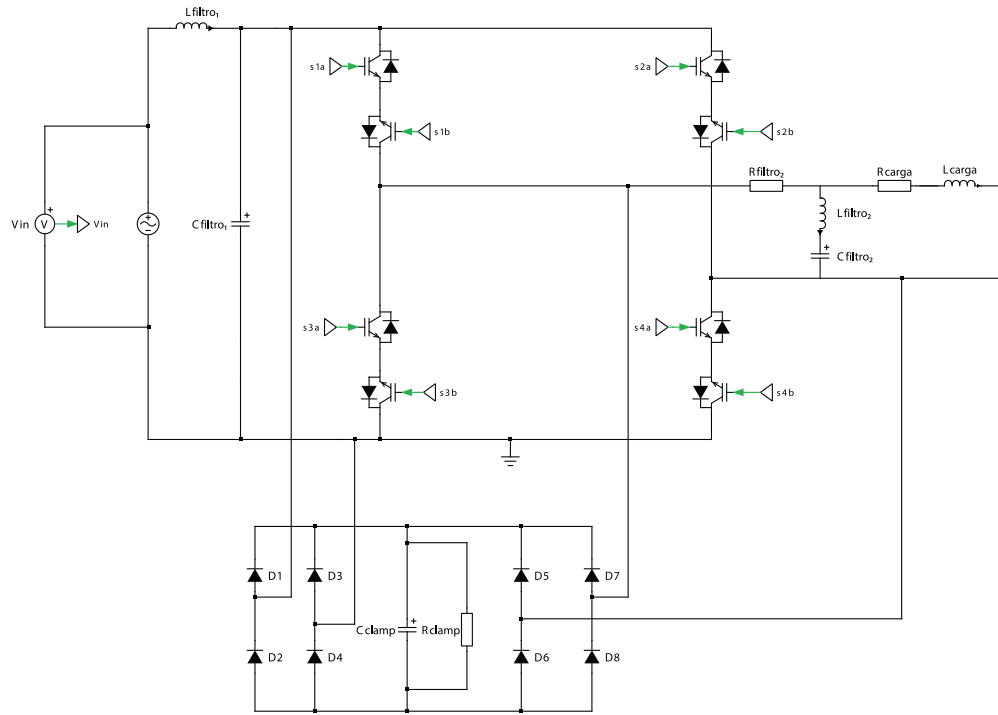 Lfiltro₁
s1a
s2a
s1b
s2b
Rfiltro₂
Rcarga
Lcarga
Vin
V
Vin
Cfiltro₁
Lfiltro₂
Cfiltro₂
s3a
s4a
s3b
s4b
D1
D3
D5
D7
Cclamp
Rclamp
D2
D4
D6
D8